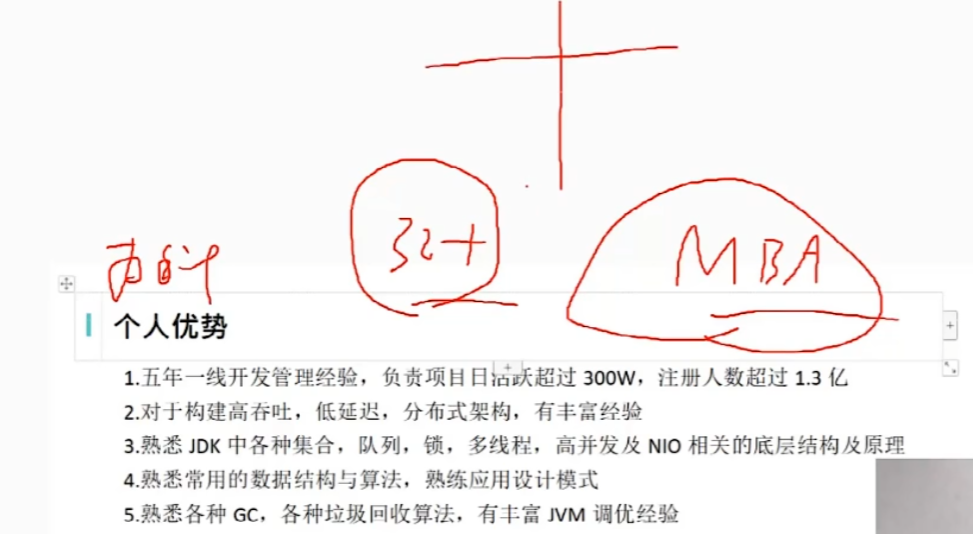 32+
MBA
个人优势
1.五年一线开发管理经验，负责项目日活跃超过 300W，注册人数超过 1.3 亿
2.对于构建高吞吐，低延迟，分布式架构，有丰富经验
3.熟悉 JDK 中各种集合，队列，锁，多线程，高并发及 NIO 相关的底层结构及原理
4.熟悉常用的数据结构与算法，熟练应用设计模式
5.熟悉各种 GC，各种垃圾回收算法，有丰富 JVM 调优经验